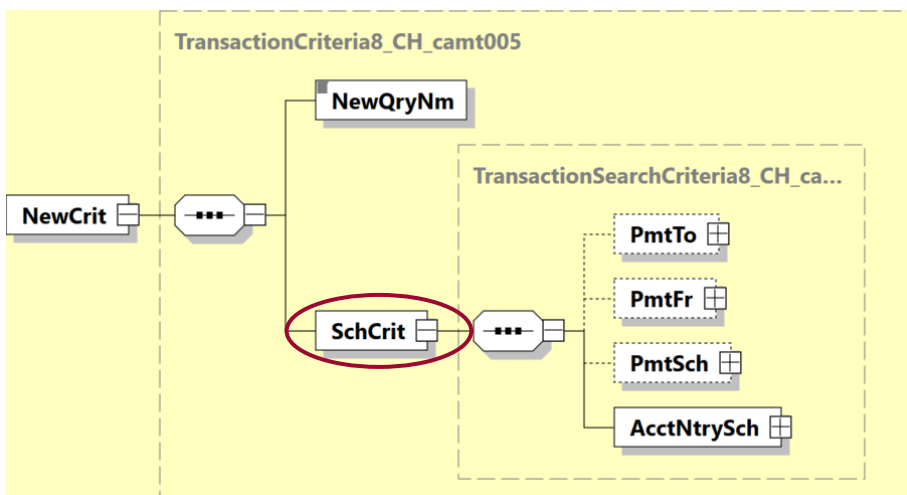 TransactionCriteria8_CH_camt005
NewQryNm
TransactionSearchCriteria8_CH_ca...
NewCrit
PmtTo
PmtFr
SchCrit
PmtSch
AcctNtrySch